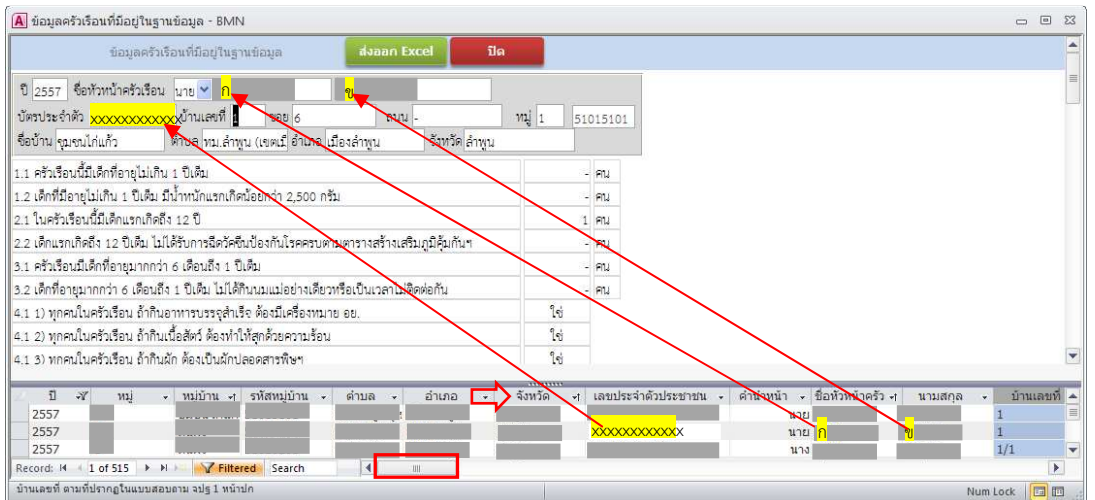 ข้อมูลครัวเรือนที่มีอยู่ในฐานข้อมูล - BMN
ข้อมูลครัวเรือนที่มีอยู่ในฐานข้อมูล ส่งออก Excel ปิด
ปี 2557 ชื่อหัวหน้าครัวเรือน นาย ก ข
บัตรประจำตัว xxxxxxxxxxxxx บ้านเลขที่ 1 ซอย 6 ถนน - หมู่ 1 51015101
ชื่อบ้าน ชุมชนไก่แก้ว ตำบล ทม.ลำพูน (เขตเมื อำเภอ เมืองลำพูน จังหวัด ลำพูน
1.1 ครัวเรือนนี้มีเด็กที่อายุไม่เกิน 1 ปีเต็ม - คน
1.2 เด็กที่มีอายุไม่เกิน 1 ปีเต็ม มีน้ำหนักแรกเกิดน้อยกว่า 2,500 กรัม - คน
2.1 ในครัวเรือนนี้มีเด็กแรกเกิดถึง 12 ปี 1 คน
2.2 เด็กแรกเกิดถึง 12 ปีเต็ม ไม่ได้รับการฉีดวัคซีนป้องกันโรคครบตามตารางสร้างเสริมภูมิคุ้มกันฯ - คน
3.1 ครัวเรือนมีเด็กที่อายุมากกว่า 6 เดือนถึง 1 ปีเต็ม - คน
3.2 เด็กที่อายุมากกว่า 6 เดือนถึง 1 ปีเต็ม ไม่ได้กินนมแม่อย่างเดียวหรือเป็นเวลาไม่ติดต่อกัน - คน
4.1 1) ทุกคนในครัวเรือน ถ้ากินอาหารบรรจุสำเร็จ ต้องมีเครื่องหมาย อย. ใช่
4.1 2) ทุกคนในครัวเรือน ถ้ากินเนื้อสัตว์ ต้องทำให้สุกด้วยความร้อน ใช่
4.1 3) ทุกคนในครัวเรือน ถ้ากินผัก ต้องเป็นผักปลอดสารพิษฯ ใช่
ปี หมู่ หมู่บ้าน รหัสหมู่บ้าน ตำบล อำเภอ จังหวัด เลขประจำตัวประชาชน คำนำหน้า ชื่อหัวหน้าครัว นามสกุล บ้านเลขที่
2557 นาย 1
2557 XXXXXXXXXXXX นาย ก ข 1
2557 นาง 1/1
Record: 1 of 515 Filtered Search
บ้านเลขที่ ตามที่ปรากฏในแบบสอบถาม จปฐ 1 หน้าปก Num Lock